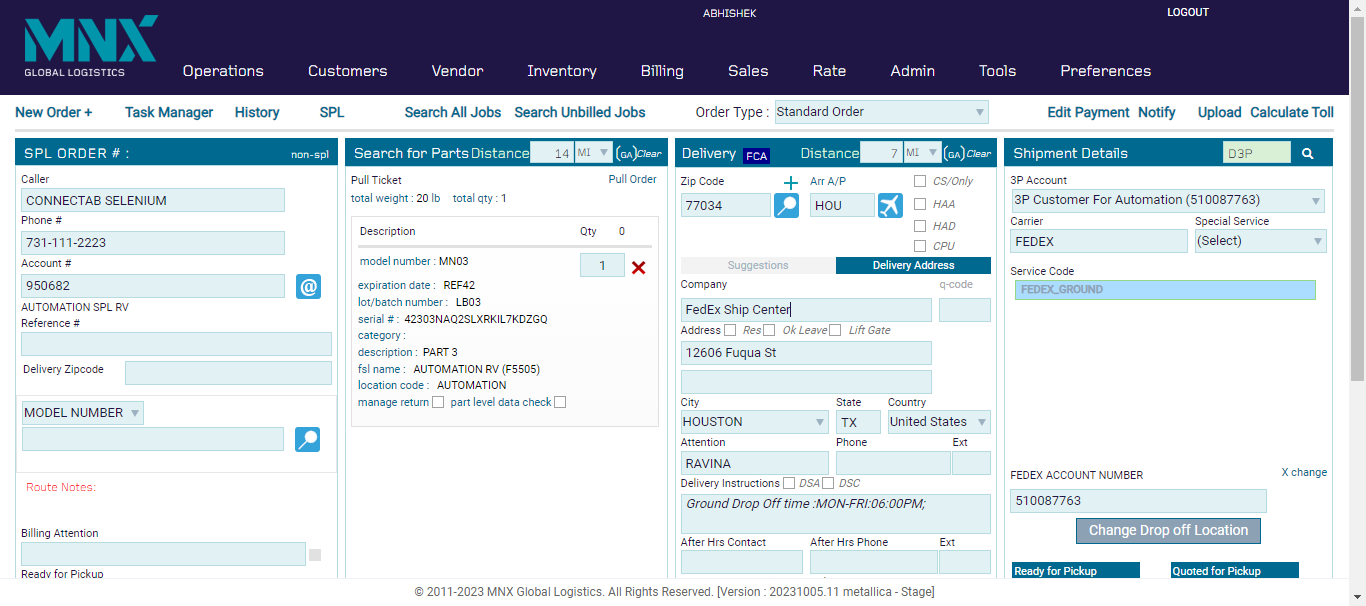 ABHISHEK
LOGOUT
MNX
GLOBAL LOGISTICS
Operations Customers Vendor Inventory Billing Sales Rate Admin Tools Preferences
New Order + Task Manager History SPL Search All Jobs Search Unbilled Jobs Order Type : Standard Order Edit Payment Notify Upload Calculate Toll
SPL ORDER # : non-spl
Caller
CONNECTAB SELENIUM
Phone #
731-111-2223
Account #
950682
@
AUTOMATION SPL RV
Reference #
Delivery Zipcode
MODEL NUMBER
Route Notes:
Billing Attention
Ready for Pickup
Search for Parts Distance 14 MI (GA) Clear
Pull Ticket Pull Order
total weight : 20 lb total qty : 1
Description Qty 0
model number : MN03 1
expiration date : REF42
lot/batch number : LB03
serial # : 42303NAQ2SLXRKIL7KDZGQ
category :
description : PART 3
fsl name : AUTOMATION RV (F5505)
location code : AUTOMATION
manage return part level data check
Delivery FCA Distance 7 MI (GA) Clear
Zip Code Arr A/P CS/Only
77034 HOU HAA
HAD
CPU
Suggestions Delivery Address
Company q-code
FedEx Ship Center
Address Res Ok Leave Lift Gate
12606 Fuqua St
City State Country
HOUSTON TX United States
Attention Phone Ext
RAVINA
Delivery Instructions DSA DSC
Ground Drop Off time :MON-FRI:06:00PM;
After Hrs Contact After Hrs Phone Ext
Shipment Details D3P
3P Account
3P Customer For Automation (510087763)
Carrier Special Service
FEDEX (Select)
Service Code
FEDEX_GROUND
FEDEX ACCOUNT NUMBER X change
510087763
Change Drop off Location
Ready for Pickup Quoted for Pickup
© 2011-2023 MNX Global Logistics. All Rights Reserved. [Version : 20231005.11 metallica - Stage]